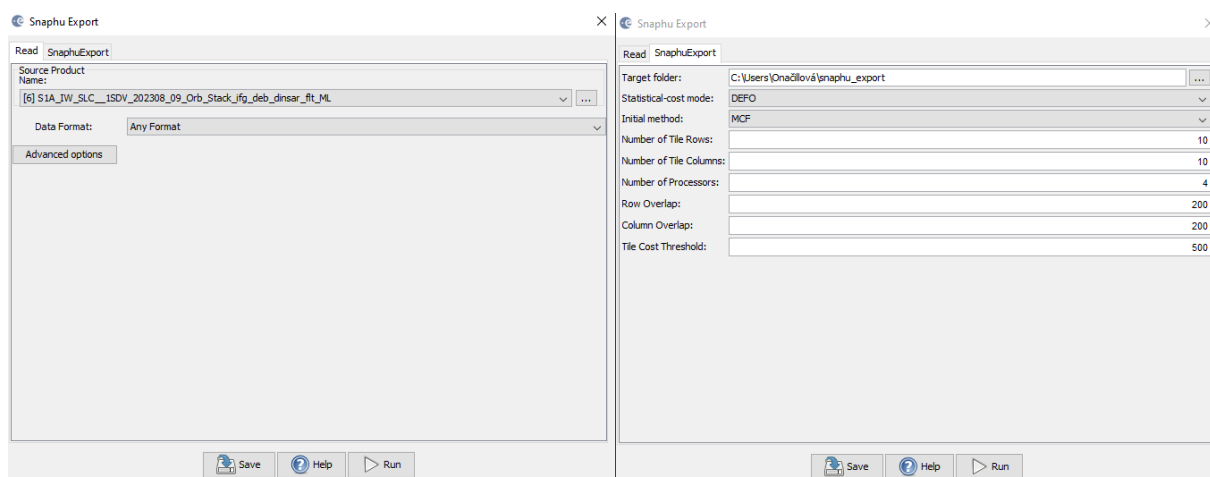 Snaphu Export
Read SnaphuExport
Source Product
Name:
[6] S1A_IW_SLC__1SDV_202308_09_Orb_Stack_ifg_deb_dinsar_flt_ML
...
Data Format: Any Format
Advanced options
Save Help Run
Snaphu Export
Read SnaphuExport
Target folder: C:\Users\Onačillová\snaphu_export ...
Statistical-cost mode: DEFO
Initial method: MCF
Number of Tile Rows: 10
Number of Tile Columns: 10
Number of Processors: 4
Row Overlap: 200
Column Overlap: 200
Tile Cost Threshold: 500
Save Help Run